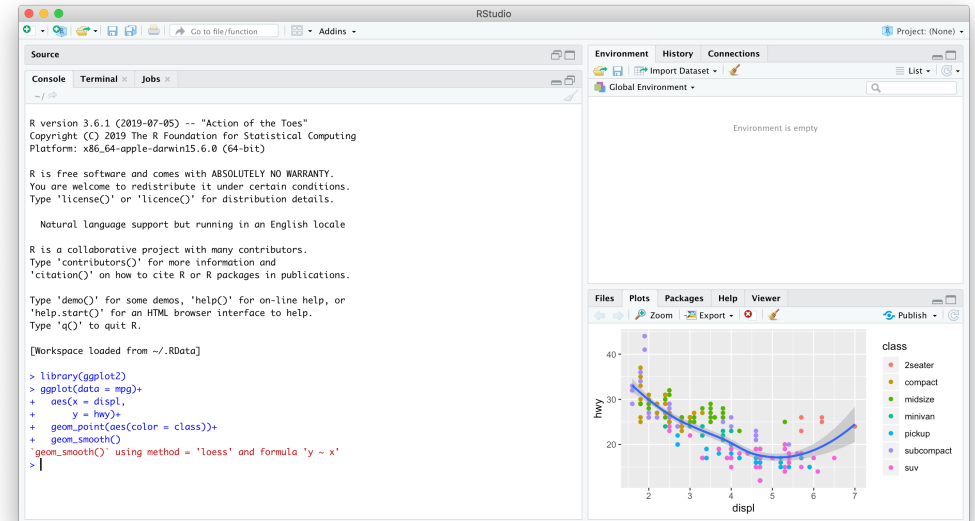 RStudio
Go to file/function
Addins
Project: (None)
Source
Console Terminal Jobs
~/
R version 3.6.1 (2019-07-05) -- "Action of the Toes"
Copyright (C) 2019 The R Foundation for Statistical Computing
Platform: x86_64-apple-darwin15.6.0 (64-bit)
R is free software and comes with ABSOLUTELY NO WARRANTY.
You are welcome to redistribute it under certain conditions.
Type 'license()' or 'licence()' for distribution details.
Natural language support but running in an English locale
R is a collaborative project with many contributors.
Type 'contributors()' for more information and
'citation()' on how to cite R or R packages in publications.
Type 'demo()' for some demos, 'help()' for on-line help, or
'help.start()' for an HTML browser interface to help.
Type 'q()' to quit R.
[Workspace loaded from ~/.RData]
> library(ggplot2)
> ggplot(data = mpg)+
+   aes(x = displ,
+       y = hwy)+
+   geom_point(aes(color = class))+
+   geom_smooth()
`geom_smooth()` using method = 'loess' and formula 'y ~ x'
>
Environment History Connections
Import Dataset
List
Global Environment
Environment is empty
Files Plots Packages Help Viewer
Zoom Export
Publish
40
30
20
hwy
2 3 4 5 6 7
displ
class
2seater
compact
midsize
minivan
pickup
subcompact
suv